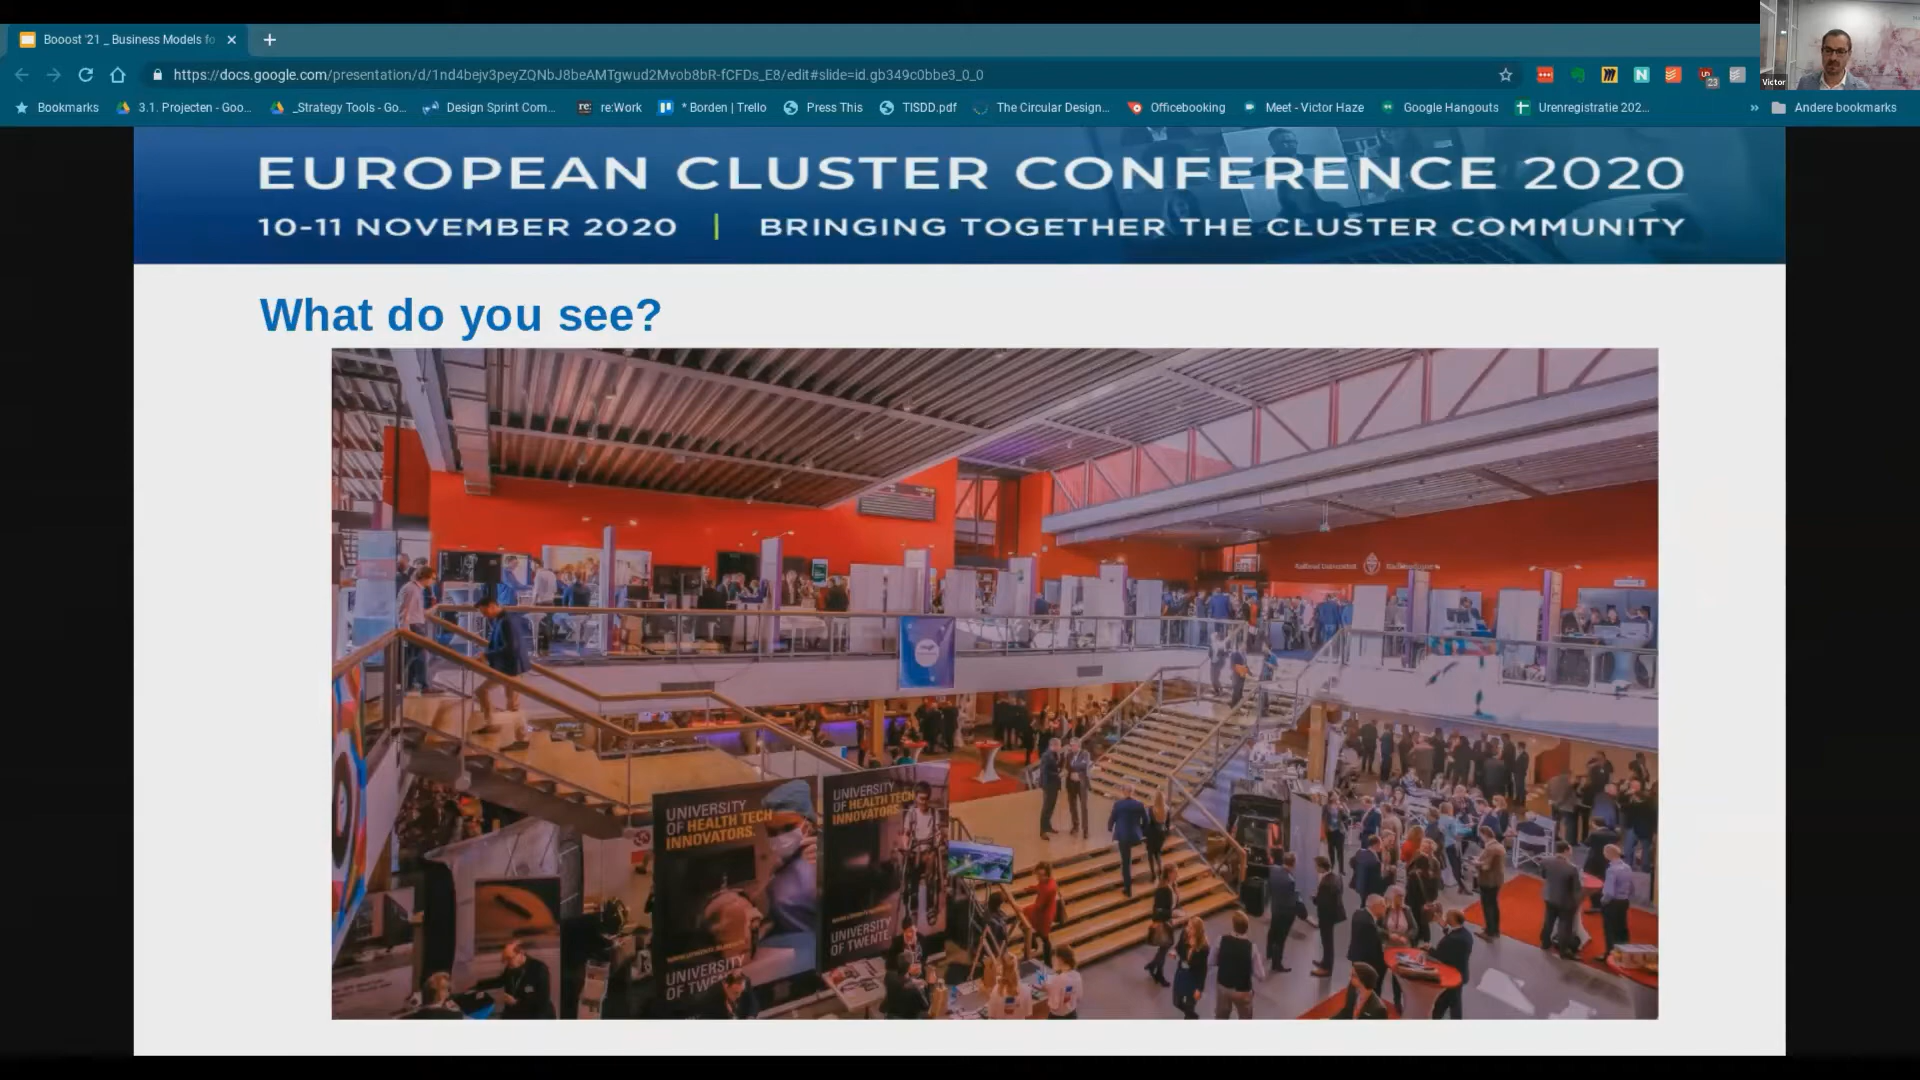 Booost '21 _ Business Models fo
Victor
https://docs.google.com/presentation/d/1nd4bejv3peyZQNbJ8beAMTgwud2Mvob8bR-fCFDs_E8/edit#slide=id.gb349c0bbe3_0_0
23
Bookmarks
3.1. Projecten - Goo...
_Strategy Tools - Go...
Design Sprint Com...
re:
re:Work
* Borden | Trello
Press This
TISDD.pdf
The Circular Design...
Officebooking
Meet - Victor Haze
Google Hangouts
Urenregistratie 202...
»
Andere bookmarks
EUROPEAN CLUSTER CONFERENCE 2020
10-11 NOVEMBER 2020 | BRINGING TOGETHER THE CLUSTER COMMUNITY
What do you see?
UNIVERSITY
OF HEALTH TECH
INNOVATORS.
UNIVERSITY
OF HEALTH TECH
INNOVATORS.
UNIVERSITY
OF TWENTE.
UNIVERSITY